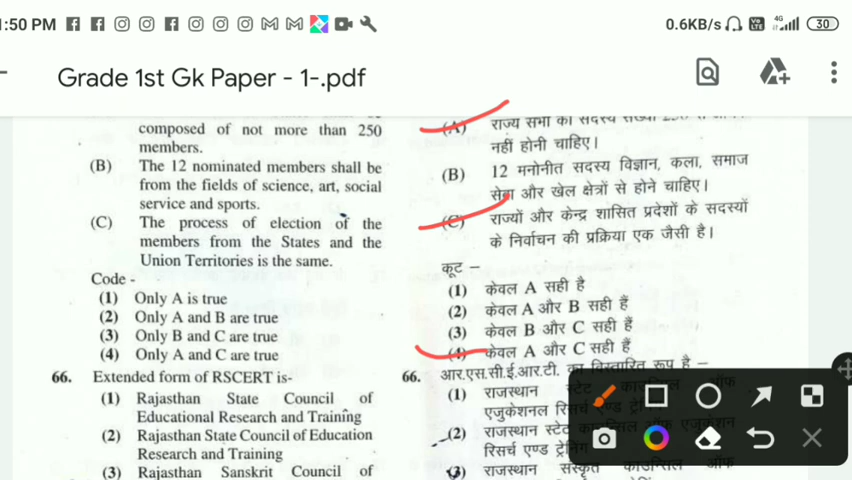 :50 PM
0.6KB/s
4G
30
Grade 1st Gk Paper - 1-.pdf
composed of not more than 250
members.
(B) The 12 nominated members shall be
from the fields of science, art, social
service and sports.
(C) The process of election of the
members from the States and the
Union Territories is the same.
Code -
(1) Only A is true
(2) Only A and B are true
(3) Only B and C are true
(4) Only A and C are true
66. Extended form of RSCERT is-
(1) Rajasthan State Council of
Educational Research and Training
(2) Rajasthan State Council of Education
Research and Training
(3) Rajasthan Sanskrit Council of
(A) राज्य सभा की सदस्य संख्या 250 से
नहीं होनी चाहिए।
(B) 12 मनोनीत सदस्य विज्ञान, कला, समाज
सेवा और खेल क्षेत्रों से होने चाहिए।
(C) राज्यों और केन्द्र शासित प्रदेशों के सदस्यों
के निर्वाचन की प्रक्रिया एक जैसी है।
कूट –
(1) केवल A सही है
(2) केवल A और B सही हैं
(3) केवल B और C सही हैं
(4) केवल A और C सही हैं
66. आर.एस.सी.ई.आर.टी. का विस्तारित रूप है –
(1) राजस्थान स्टेट काउन्सिल ऑफ
एजुकेशनल रिसर्च एण्ड
(2) राजस्थान स्टेट
रिसर्च एण्ड
(3) राजस्थान संस्कृत काउन्सिल ऑफ